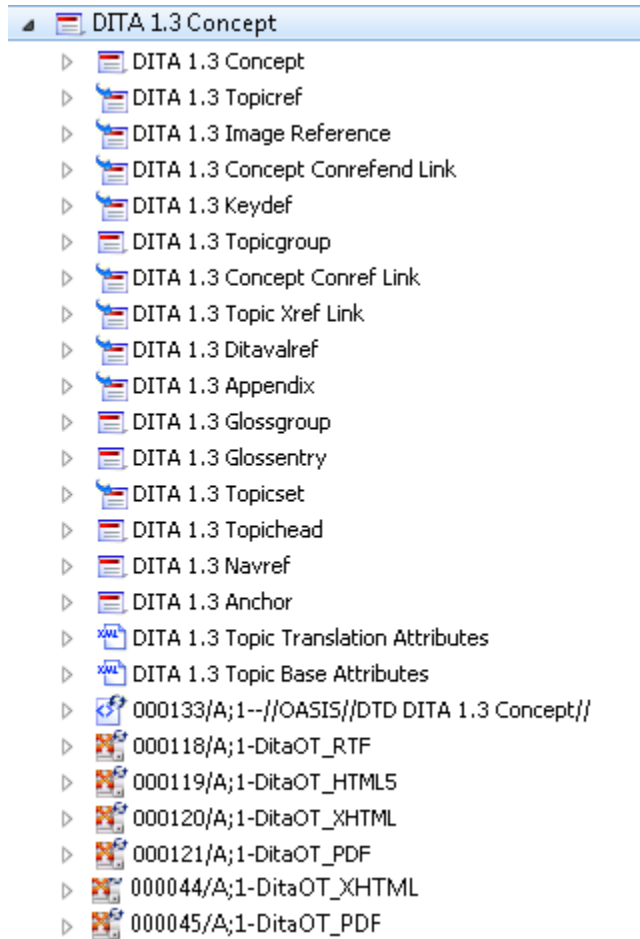 DITA 1.3 Concept
DITA 1.3 Concept
DITA 1.3 Topicref
DITA 1.3 Image Reference
DITA 1.3 Concept Conrefend Link
DITA 1.3 Keydef
DITA 1.3 Topicgroup
DITA 1.3 Concept Conref Link
DITA 1.3 Topic Xref Link
DITA 1.3 Ditavalref
DITA 1.3 Appendix
DITA 1.3 Glossgroup
DITA 1.3 Glossentry
DITA 1.3 Topicset
DITA 1.3 Topichead
DITA 1.3 Navref
DITA 1.3 Anchor
DITA 1.3 Topic Translation Attributes
DITA 1.3 Topic Base Attributes
000133/A;1--//OASIS//DTD DITA 1.3 Concept//
000118/A;1-DitaOT_RTF
000119/A;1-DitaOT_HTML5
000120/A;1-DitaOT_XHTML
000121/A;1-DitaOT_PDF
000044/A;1-DitaOT_XHTML
000045/A;1-DitaOT_PDF